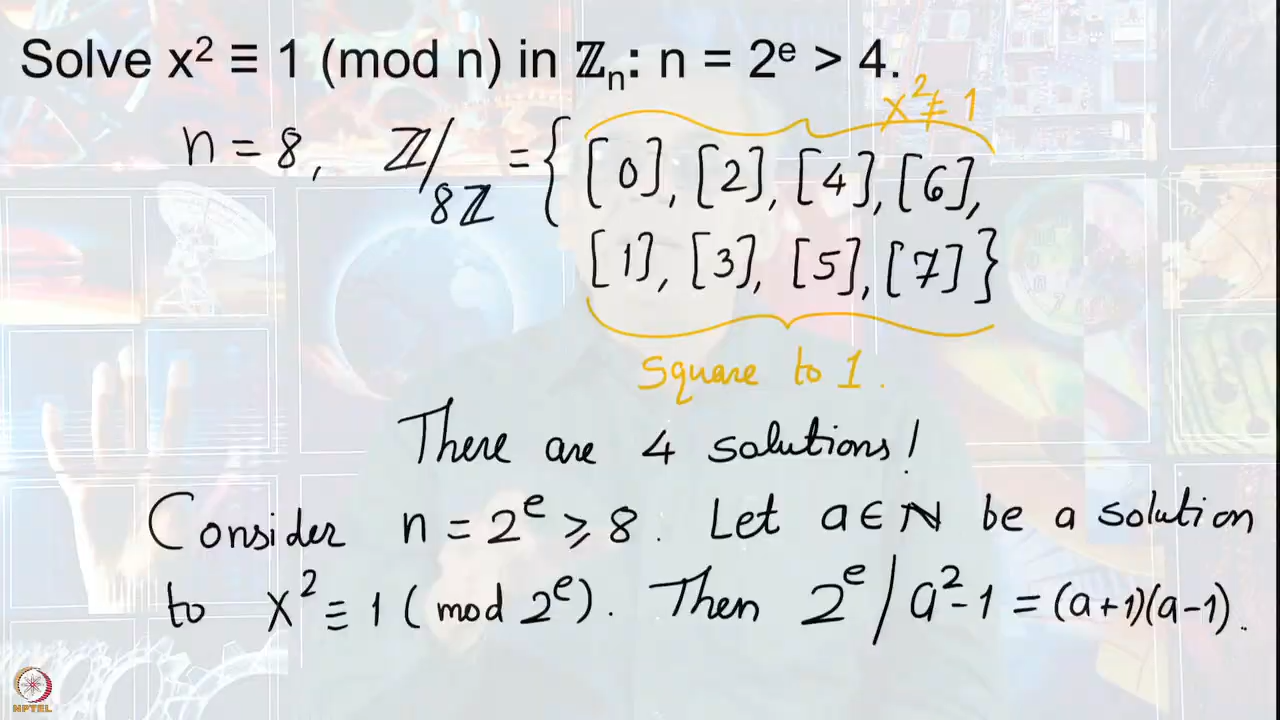 Solve x² ≡ 1 (mod n) in ℤₙ: n = 2ᵉ > 4.
x² ≢ 1
n = 8, ℤ/8ℤ = { [0], [2], [4], [6],
[1], [3], [5], [7] }
Square to 1.
There are 4 solutions!
Consider n = 2ᵉ ⩾ 8. Let a ∈ ℕ be a solution
to x² ≡ 1 (mod 2ᵉ). Then 2ᵉ / a² - 1 = (a+1)(a-1).
NPTEL